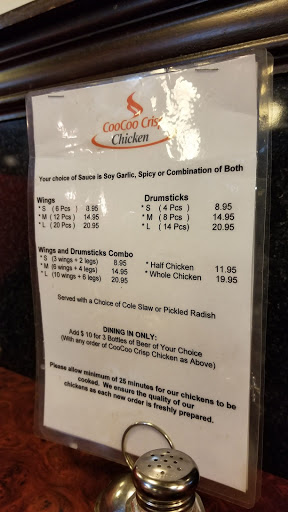 CooCoo Crisp
Chicken
Your choice of Sauce is Soy Garlic, Spicy or Combination of Both
Wings
* S ( 6 Pcs ) 8.95
* M ( 12 Pcs ) 14.95
* L ( 20 Pcs ) 20.95
Drumsticks
* S ( 4 Pcs ) 8.95
* M ( 8 Pcs ) 14.95
* L ( 14 Pcs) 20.95
Wings and Drumsticks Combo
* S (3 wings + 2 legs) 8.95
* M (6 wings + 4 legs) 14.95
* L (10 wings + 6 legs) 20.95
* Half Chicken 11.95
* Whole Chicken 19.95
Served with a Choice of Cole Slaw or Pickled Radish
DINING IN ONLY:
Add $ 10 for 3 Bottles of Beer of Your Choice
(With any order of CooCoo Crisp Chicken as Above)
Please allow minimum of 25 minutes for our chickens to be
cooked. We ensure the quality of our
chickens as each new order is freshly prepared.